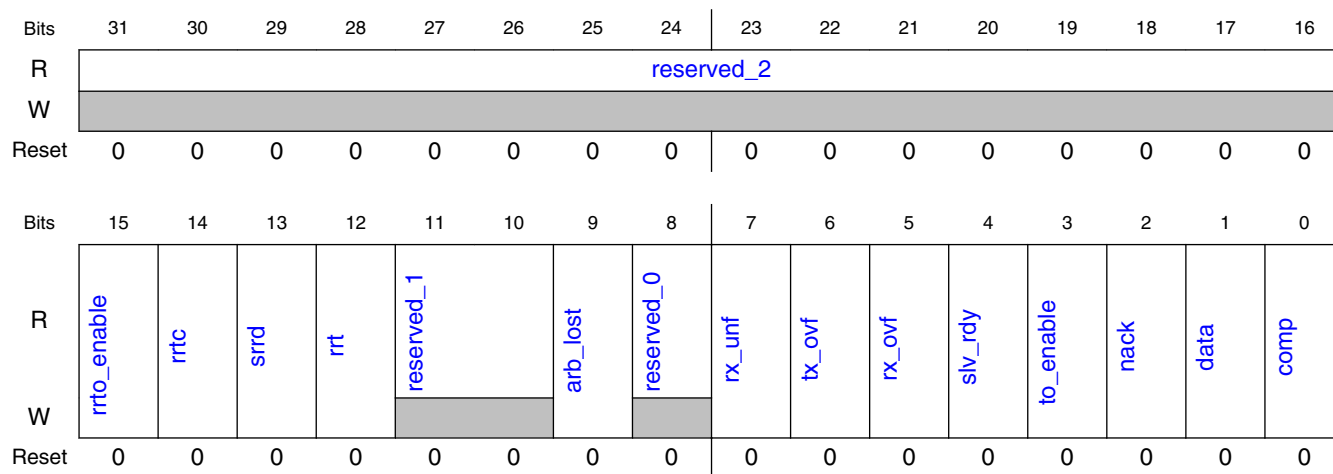 Bits 31 30 29 28 27 26 25 24 23 22 21 20 19 18 17 16
R reserved_2
W
Reset 0 0 0 0 0 0 0 0 0 0 0 0 0 0 0 0
Bits 15 14 13 12 11 10 9 8 7 6 5 4 3 2 1 0
R rrto_enable rrtc srrd rrt reserved_1 arb_lost reserved_0 rx_unf tx_ovf rx_ovf slv_rdy to_enable nack data comp
W
Reset 0 0 0 0 0 0 0 0 0 0 0 0 0 0 0 0